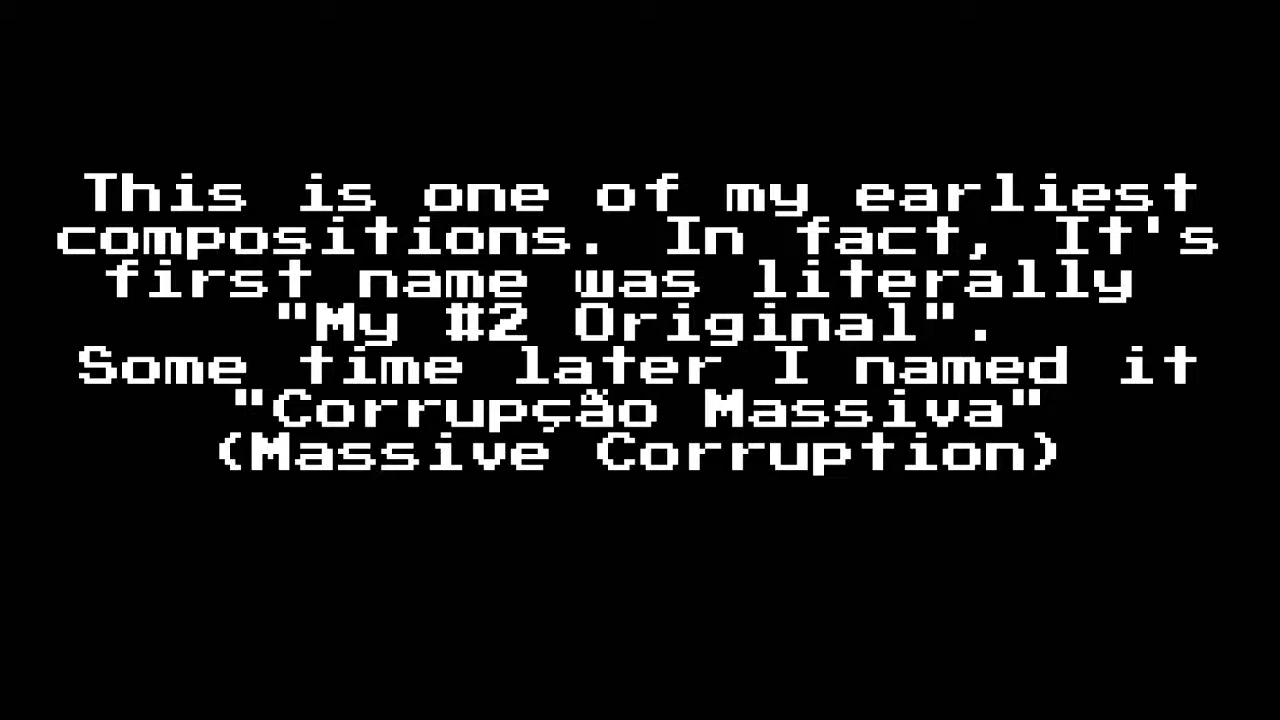 This is one of my earliest
compositions. In fact, It's
first name was literally
"My #2 Original".
Some time later I named it
"Corrupção Massiva"
(Massive Corruption)